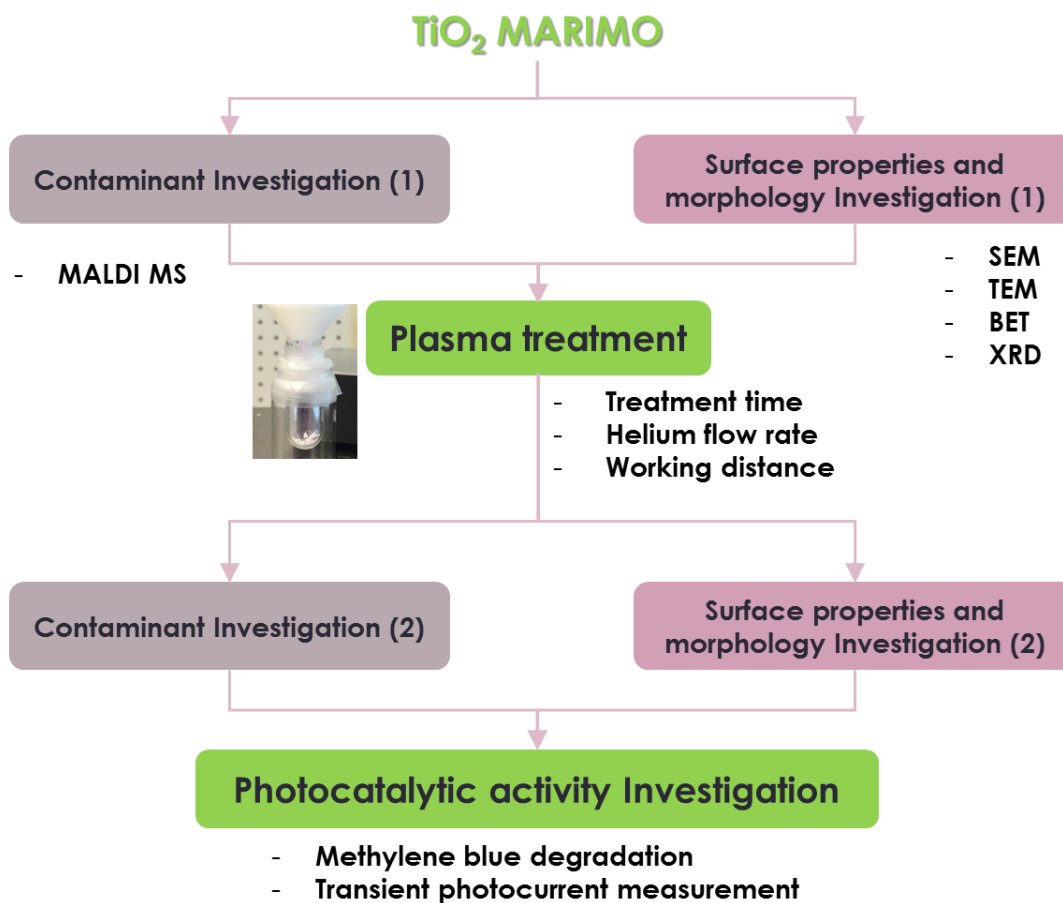 TiO₂ MARIMO
Contaminant Investigation (1)
Surface properties and
morphology Investigation (1)
- MALDI MS
- SEM
- TEM
- BET
- XRD
Plasma treatment
- Treatment time
- Helium flow rate
- Working distance
Contaminant Investigation (2)
Surface properties and
morphology Investigation (2)
Photocatalytic activity Investigation
- Methylene blue degradation
- Transient photocurrent measurement